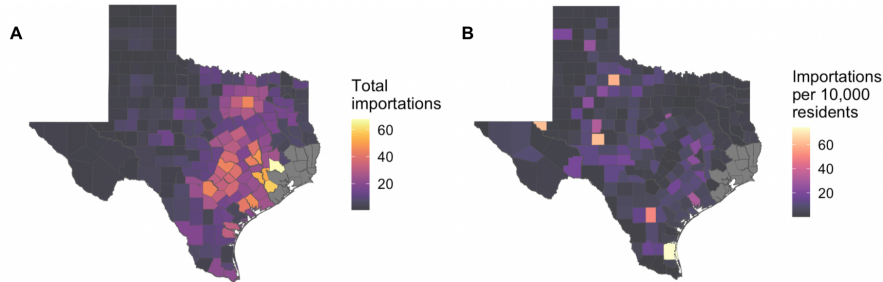 A
Total
importations
60
40
20
B
Importations
per 10,000
residents
60
40
20